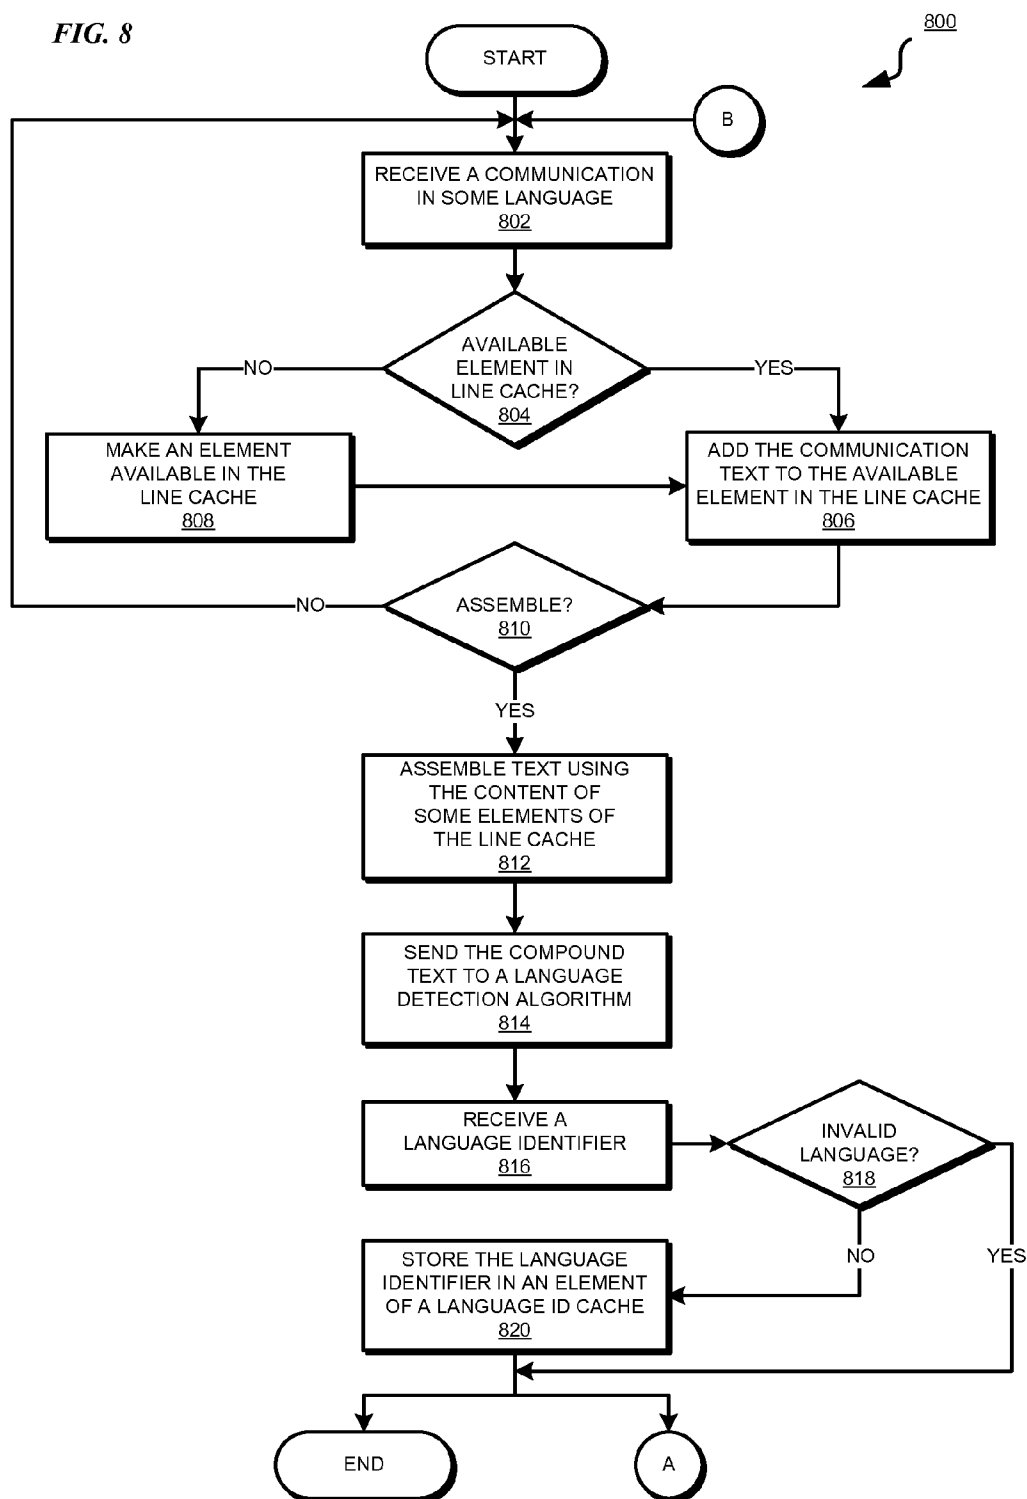 FIG. 8
800
START
B
RECEIVE A COMMUNICATION
IN SOME LANGUAGE
802
AVAILABLE
ELEMENT IN
LINE CACHE?
804
NO
YES
MAKE AN ELEMENT
AVAILABLE IN THE
LINE CACHE
808
ADD THE COMMUNICATION
TEXT TO THE AVAILABLE
ELEMENT IN THE LINE CACHE
806
ASSEMBLE?
810
NO
YES
ASSEMBLE TEXT USING
THE CONTENT OF
SOME ELEMENTS OF
THE LINE CACHE
812
SEND THE COMPOUND
TEXT TO A LANGUAGE
DETECTION ALGORITHM
814
RECEIVE A
LANGUAGE IDENTIFIER
816
INVALID
LANGUAGE?
818
NO
YES
STORE THE LANGUAGE
IDENTIFIER IN AN ELEMENT
OF A LANGUAGE ID CACHE
820
END
A